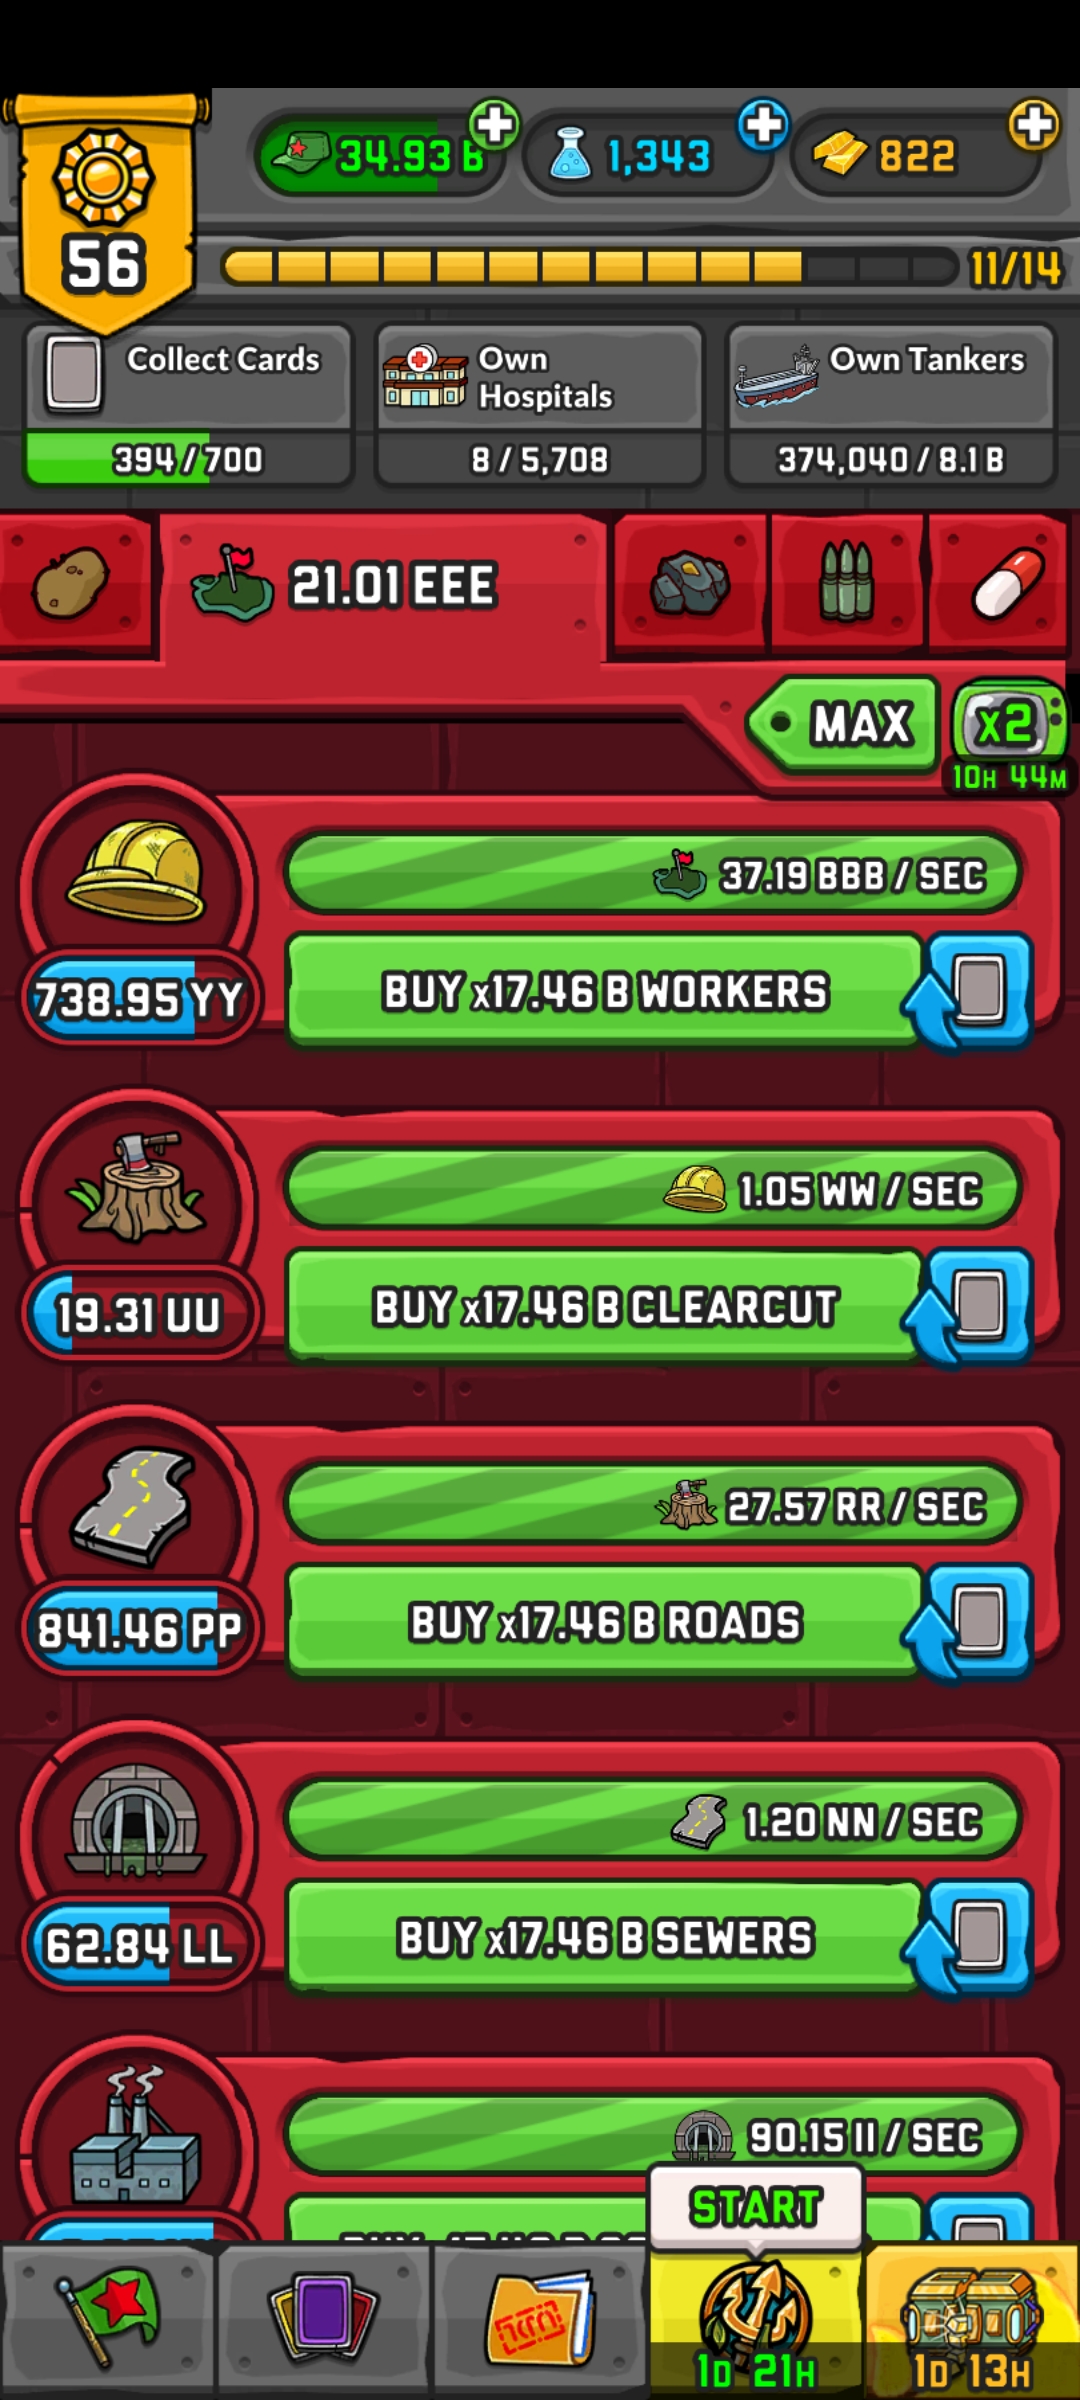 56
34.93 B
1,343
822
11/14
Collect Cards
394 / 700
Own
Hospitals
8 / 5,708
Own Tankers
374,040 / 8.1 B
21.01 EEE
MAX
x2
10H 44M
37.19 BBB / SEC
738.95 YY
BUY x17.46 B WORKERS
1.05 WW / SEC
19.31 UU
BUY x17.46 B CLEARCUT
27.57 RR / SEC
841.46 PP
BUY x17.46 B ROADS
1.20 NN / SEC
62.84 LL
BUY x17.46 B SEWERS
90.15 II / SEC
START
1D 21H
1D 13H